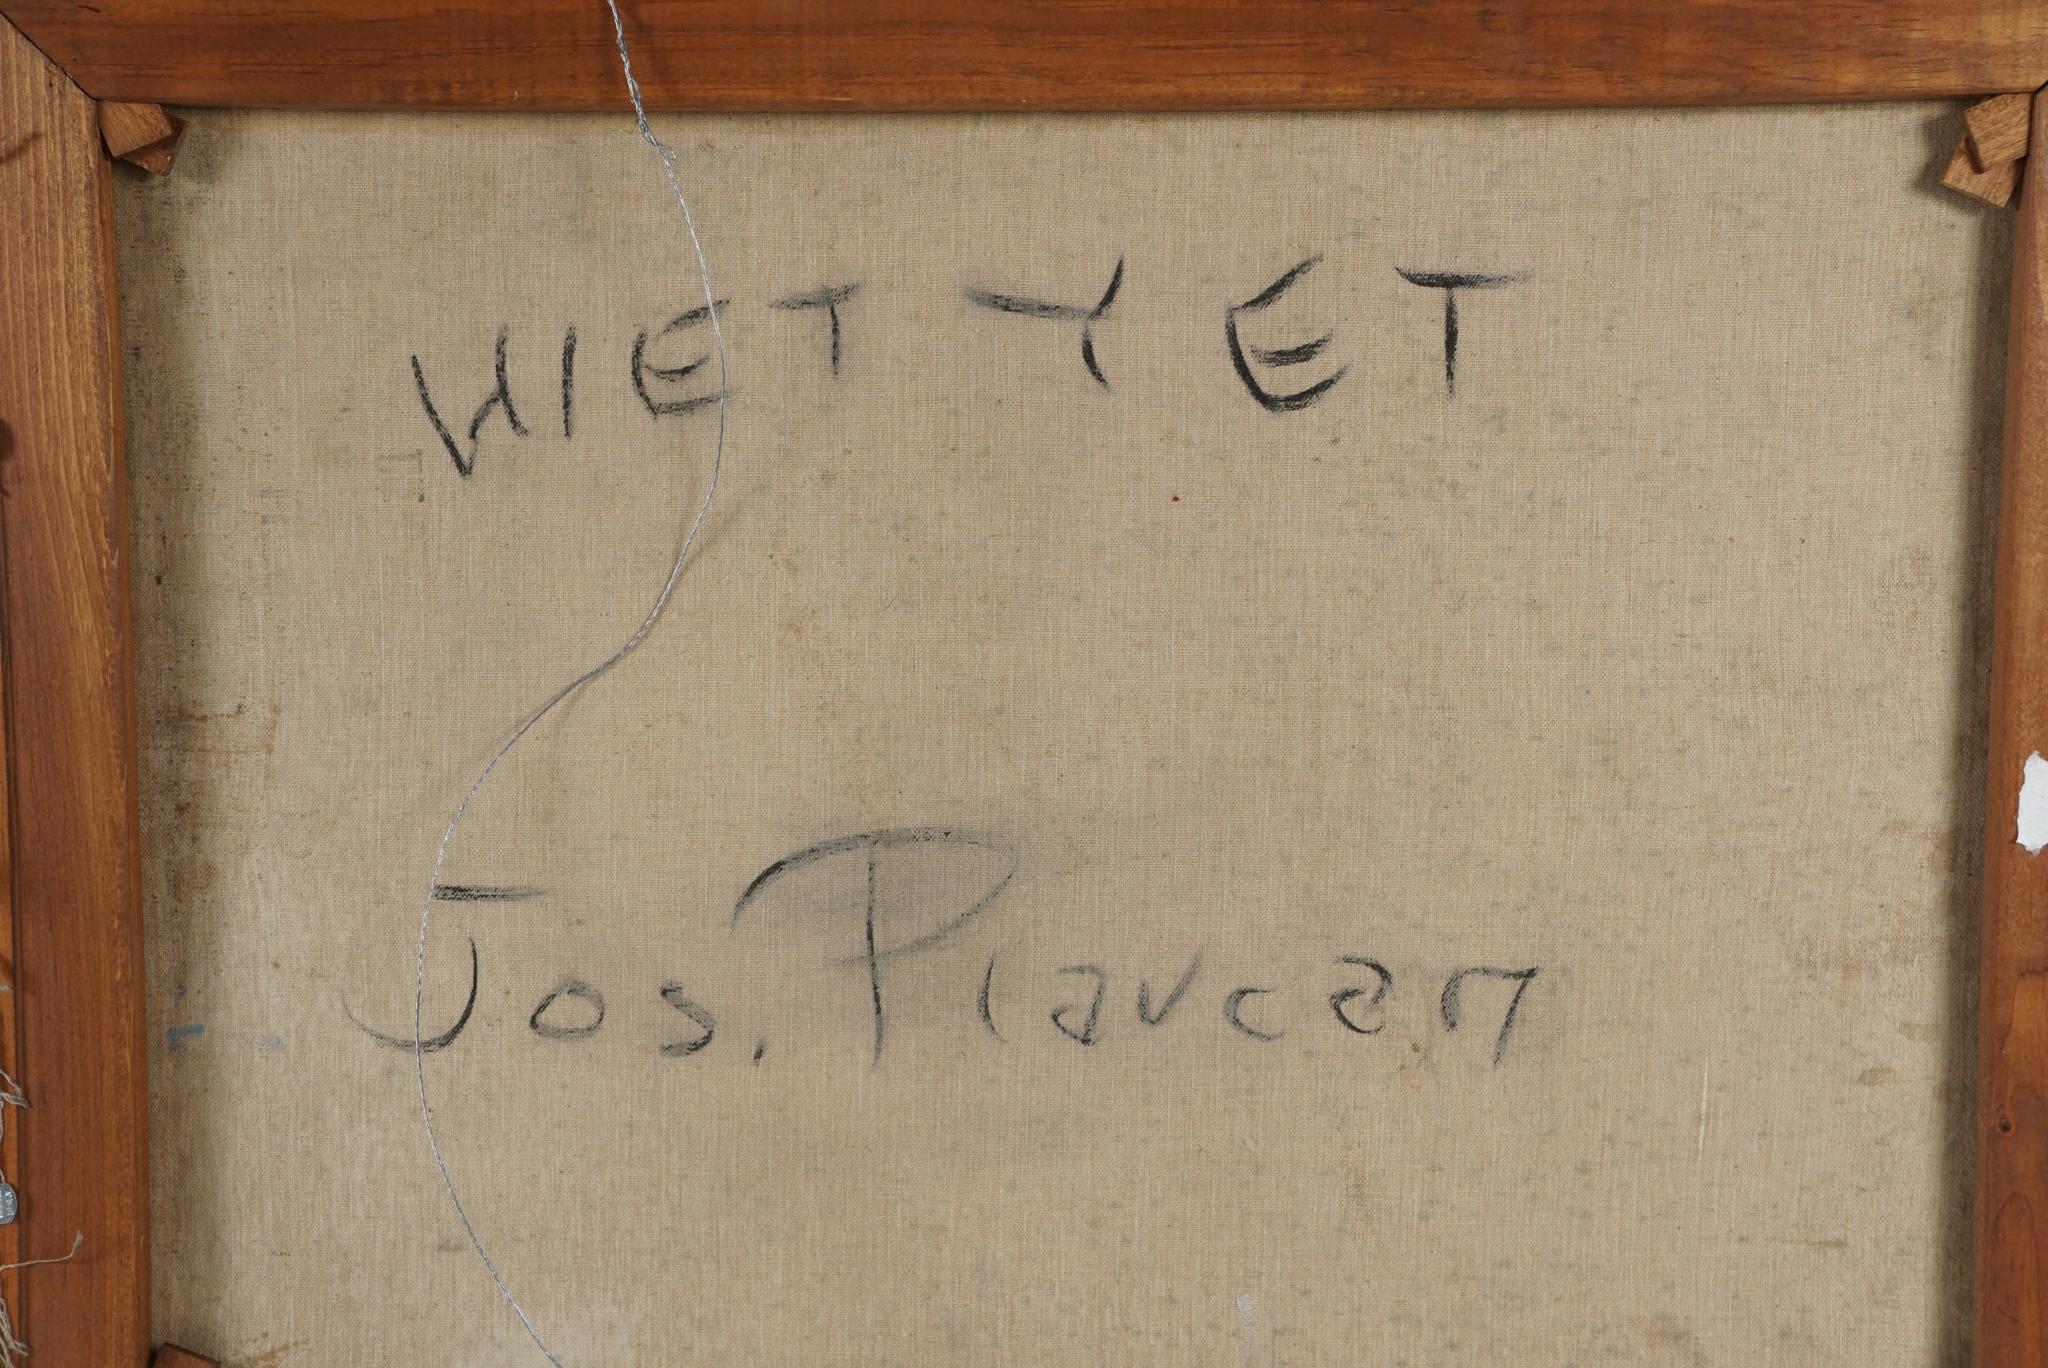 WIET YET
Jos. Plavcan